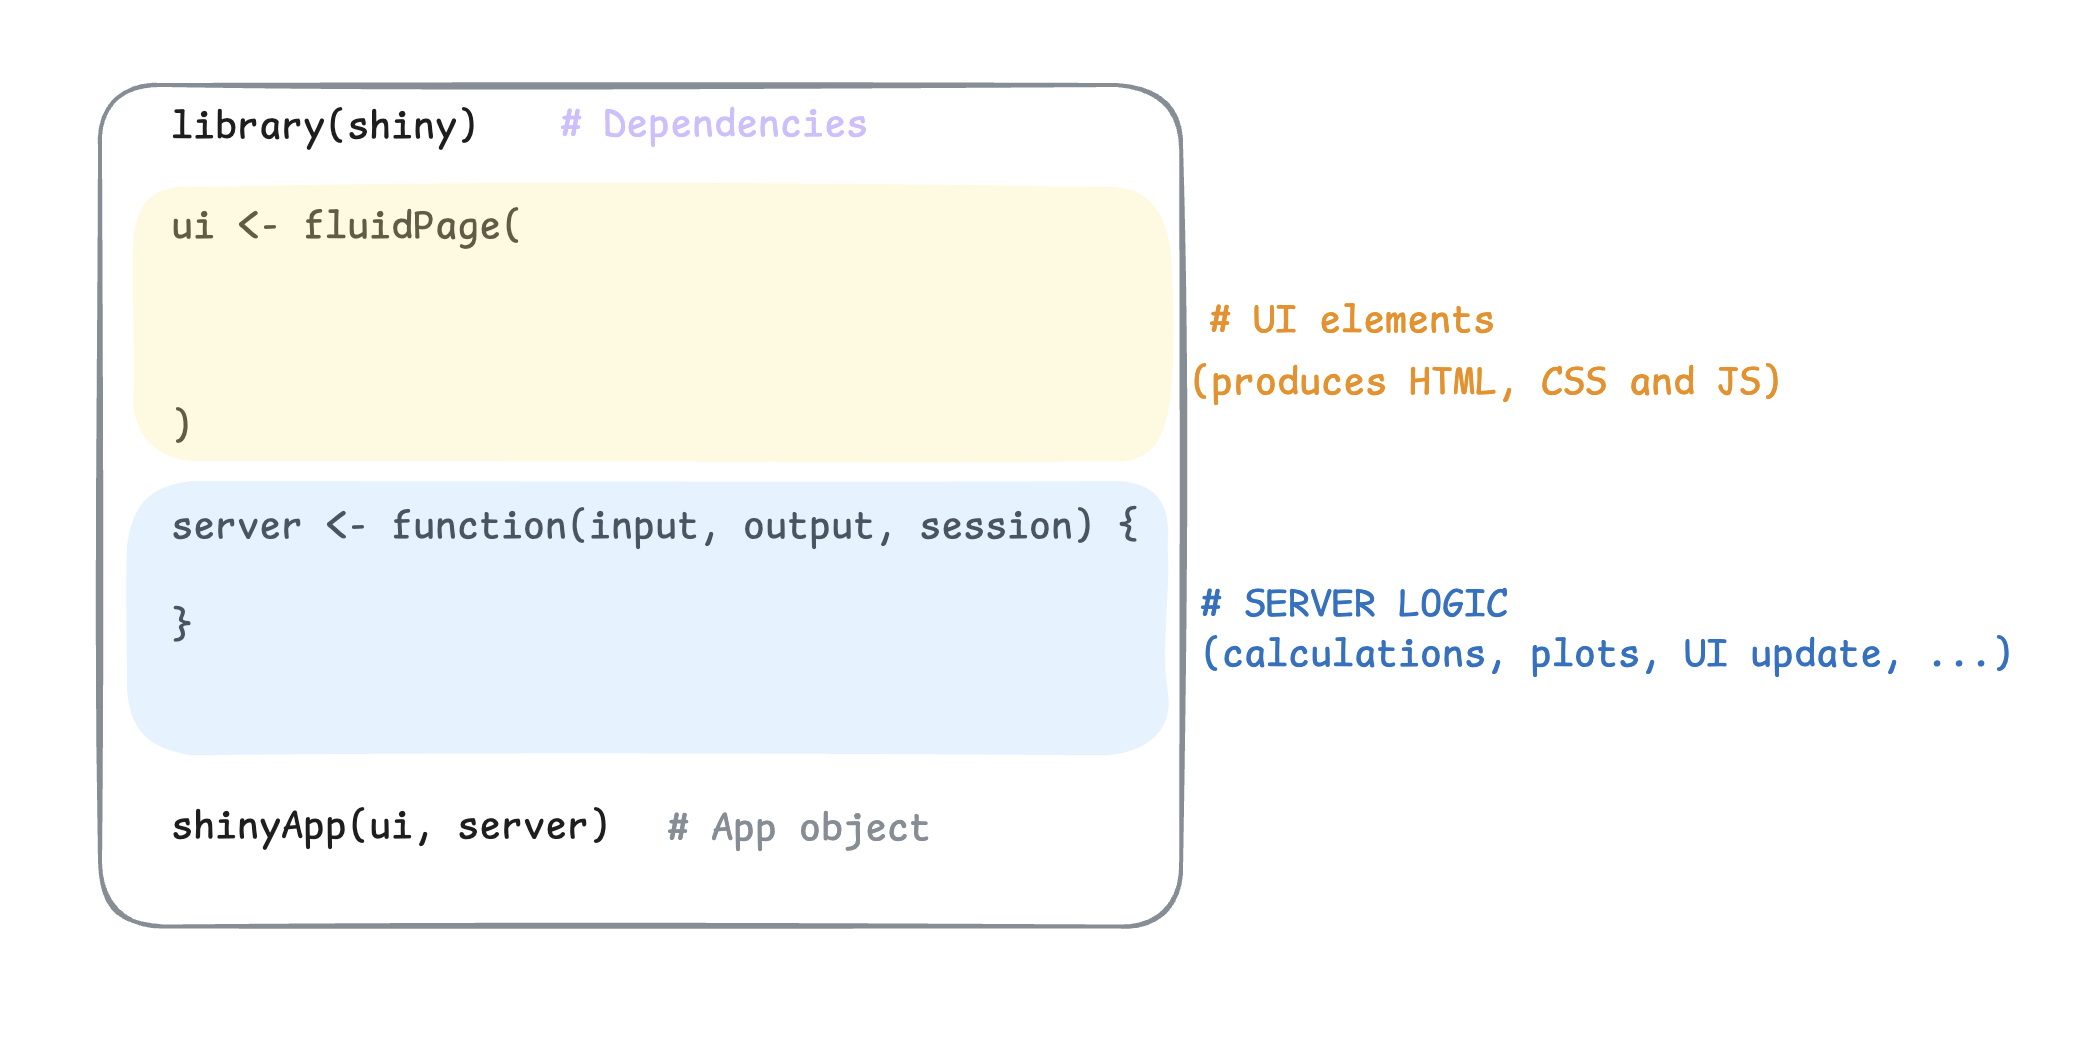 library(shiny) # Dependencies
ui <- fluidPage(
# UI elements
(produces HTML, CSS and JS)
)
server <- function(input, output, session) {
# SERVER LOGIC
}
(calculations, plots, UI update, ...)
shinyApp(ui, server) # App object